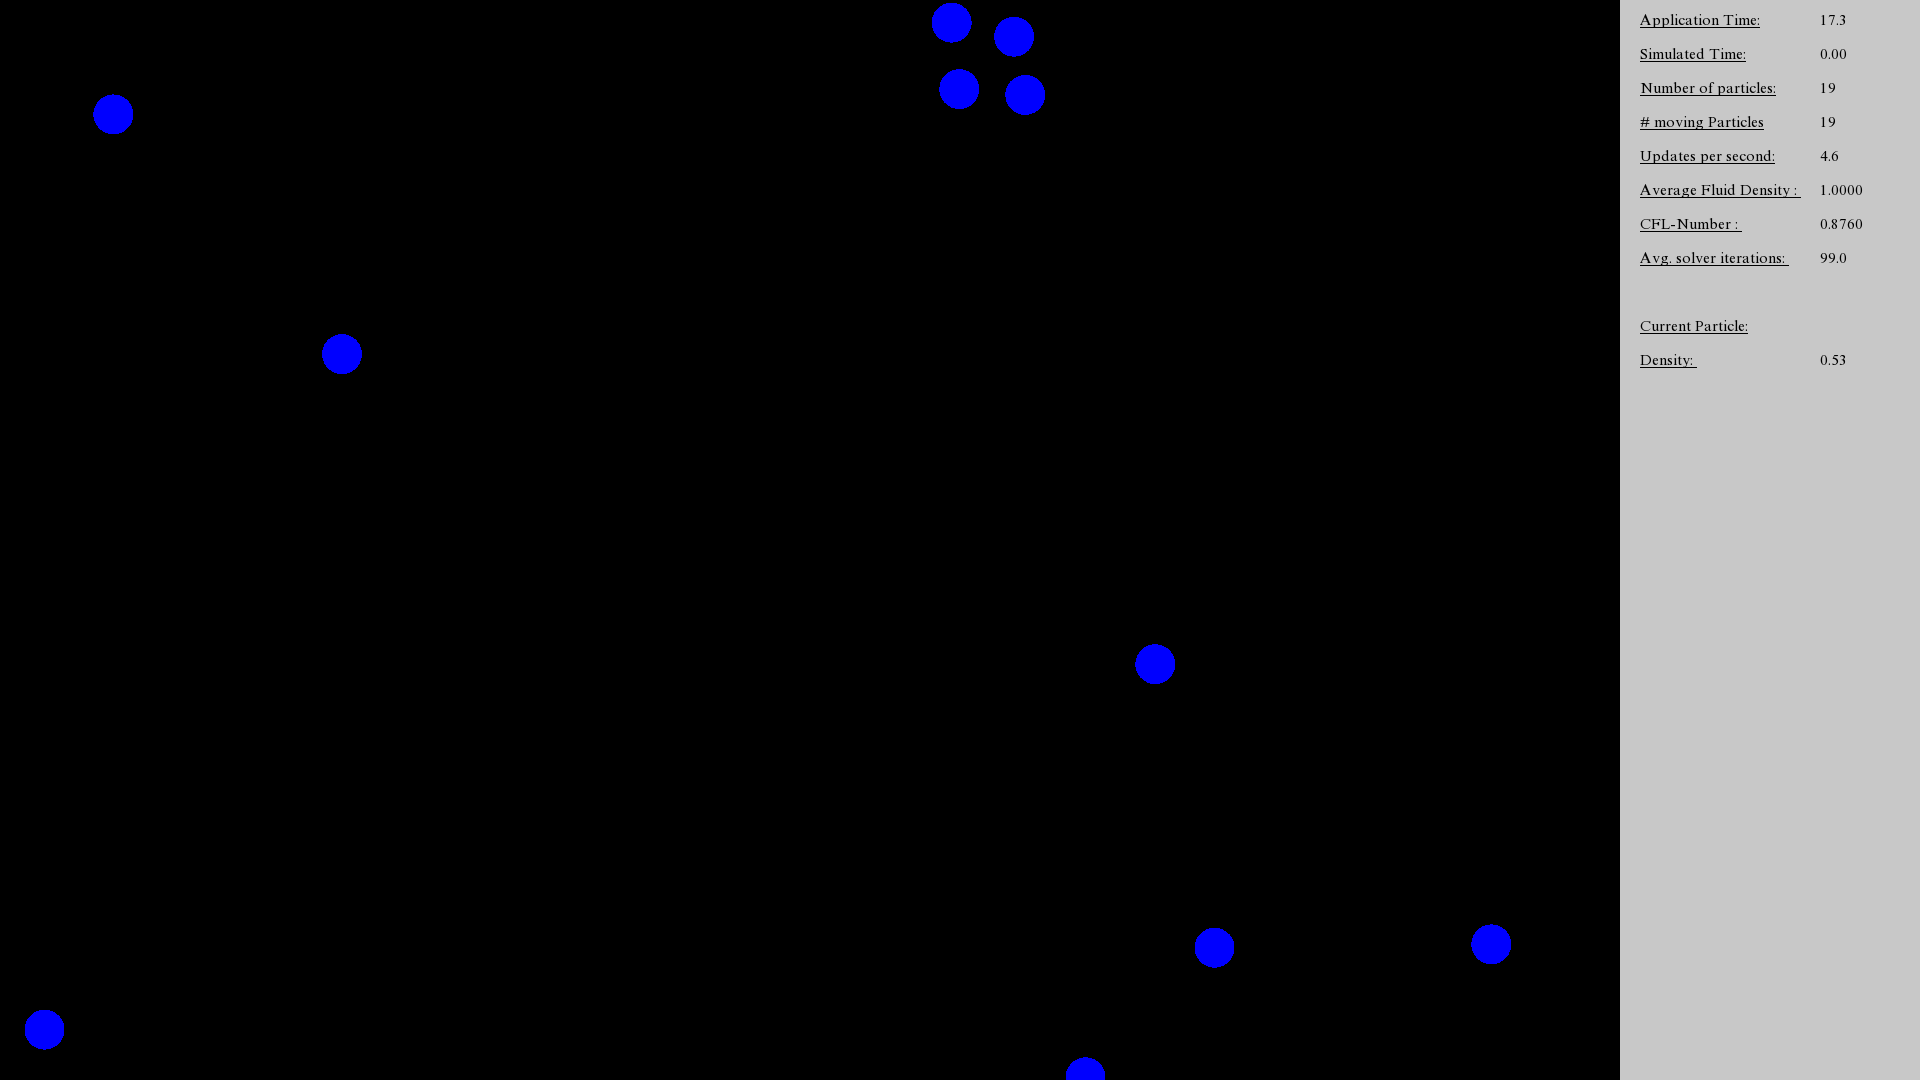 Application Time: 17.3
Simulated Time: 0.00
Number of particles: 19
# moving Particles 19
Updates per second: 4.6
Average Fluid Density : 1.0000
CFL-Number : 0.8760
Avg. solver iterations: 99.0
Current Particle:
Density: 0.53